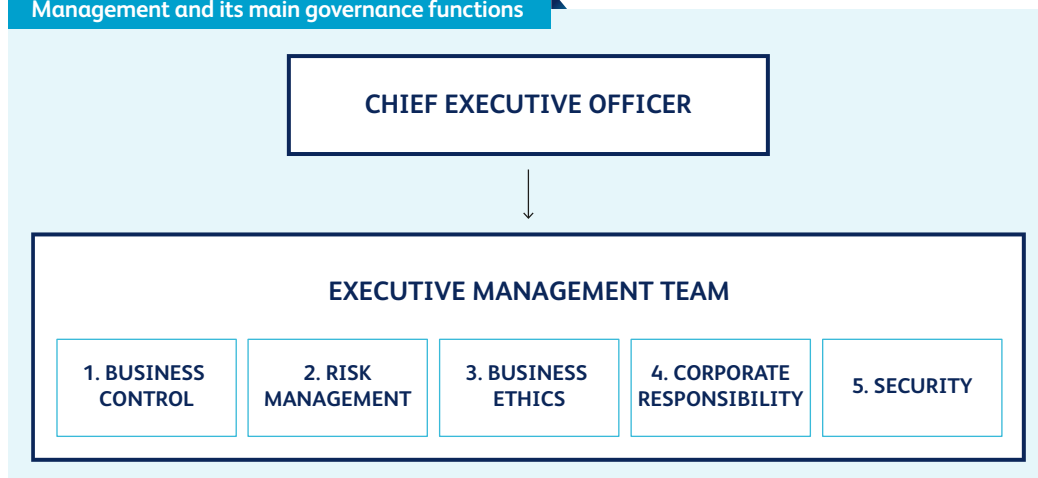 Management and its main governance functions
CHIEF EXECUTIVE OFFICER
EXECUTIVE MANAGEMENT TEAM
1. BUSINESS
CONTROL
2. RISK
MANAGEMENT
3. BUSINESS
ETHICS
4. CORPORATE
RESPONSIBILITY
5. SECURITY